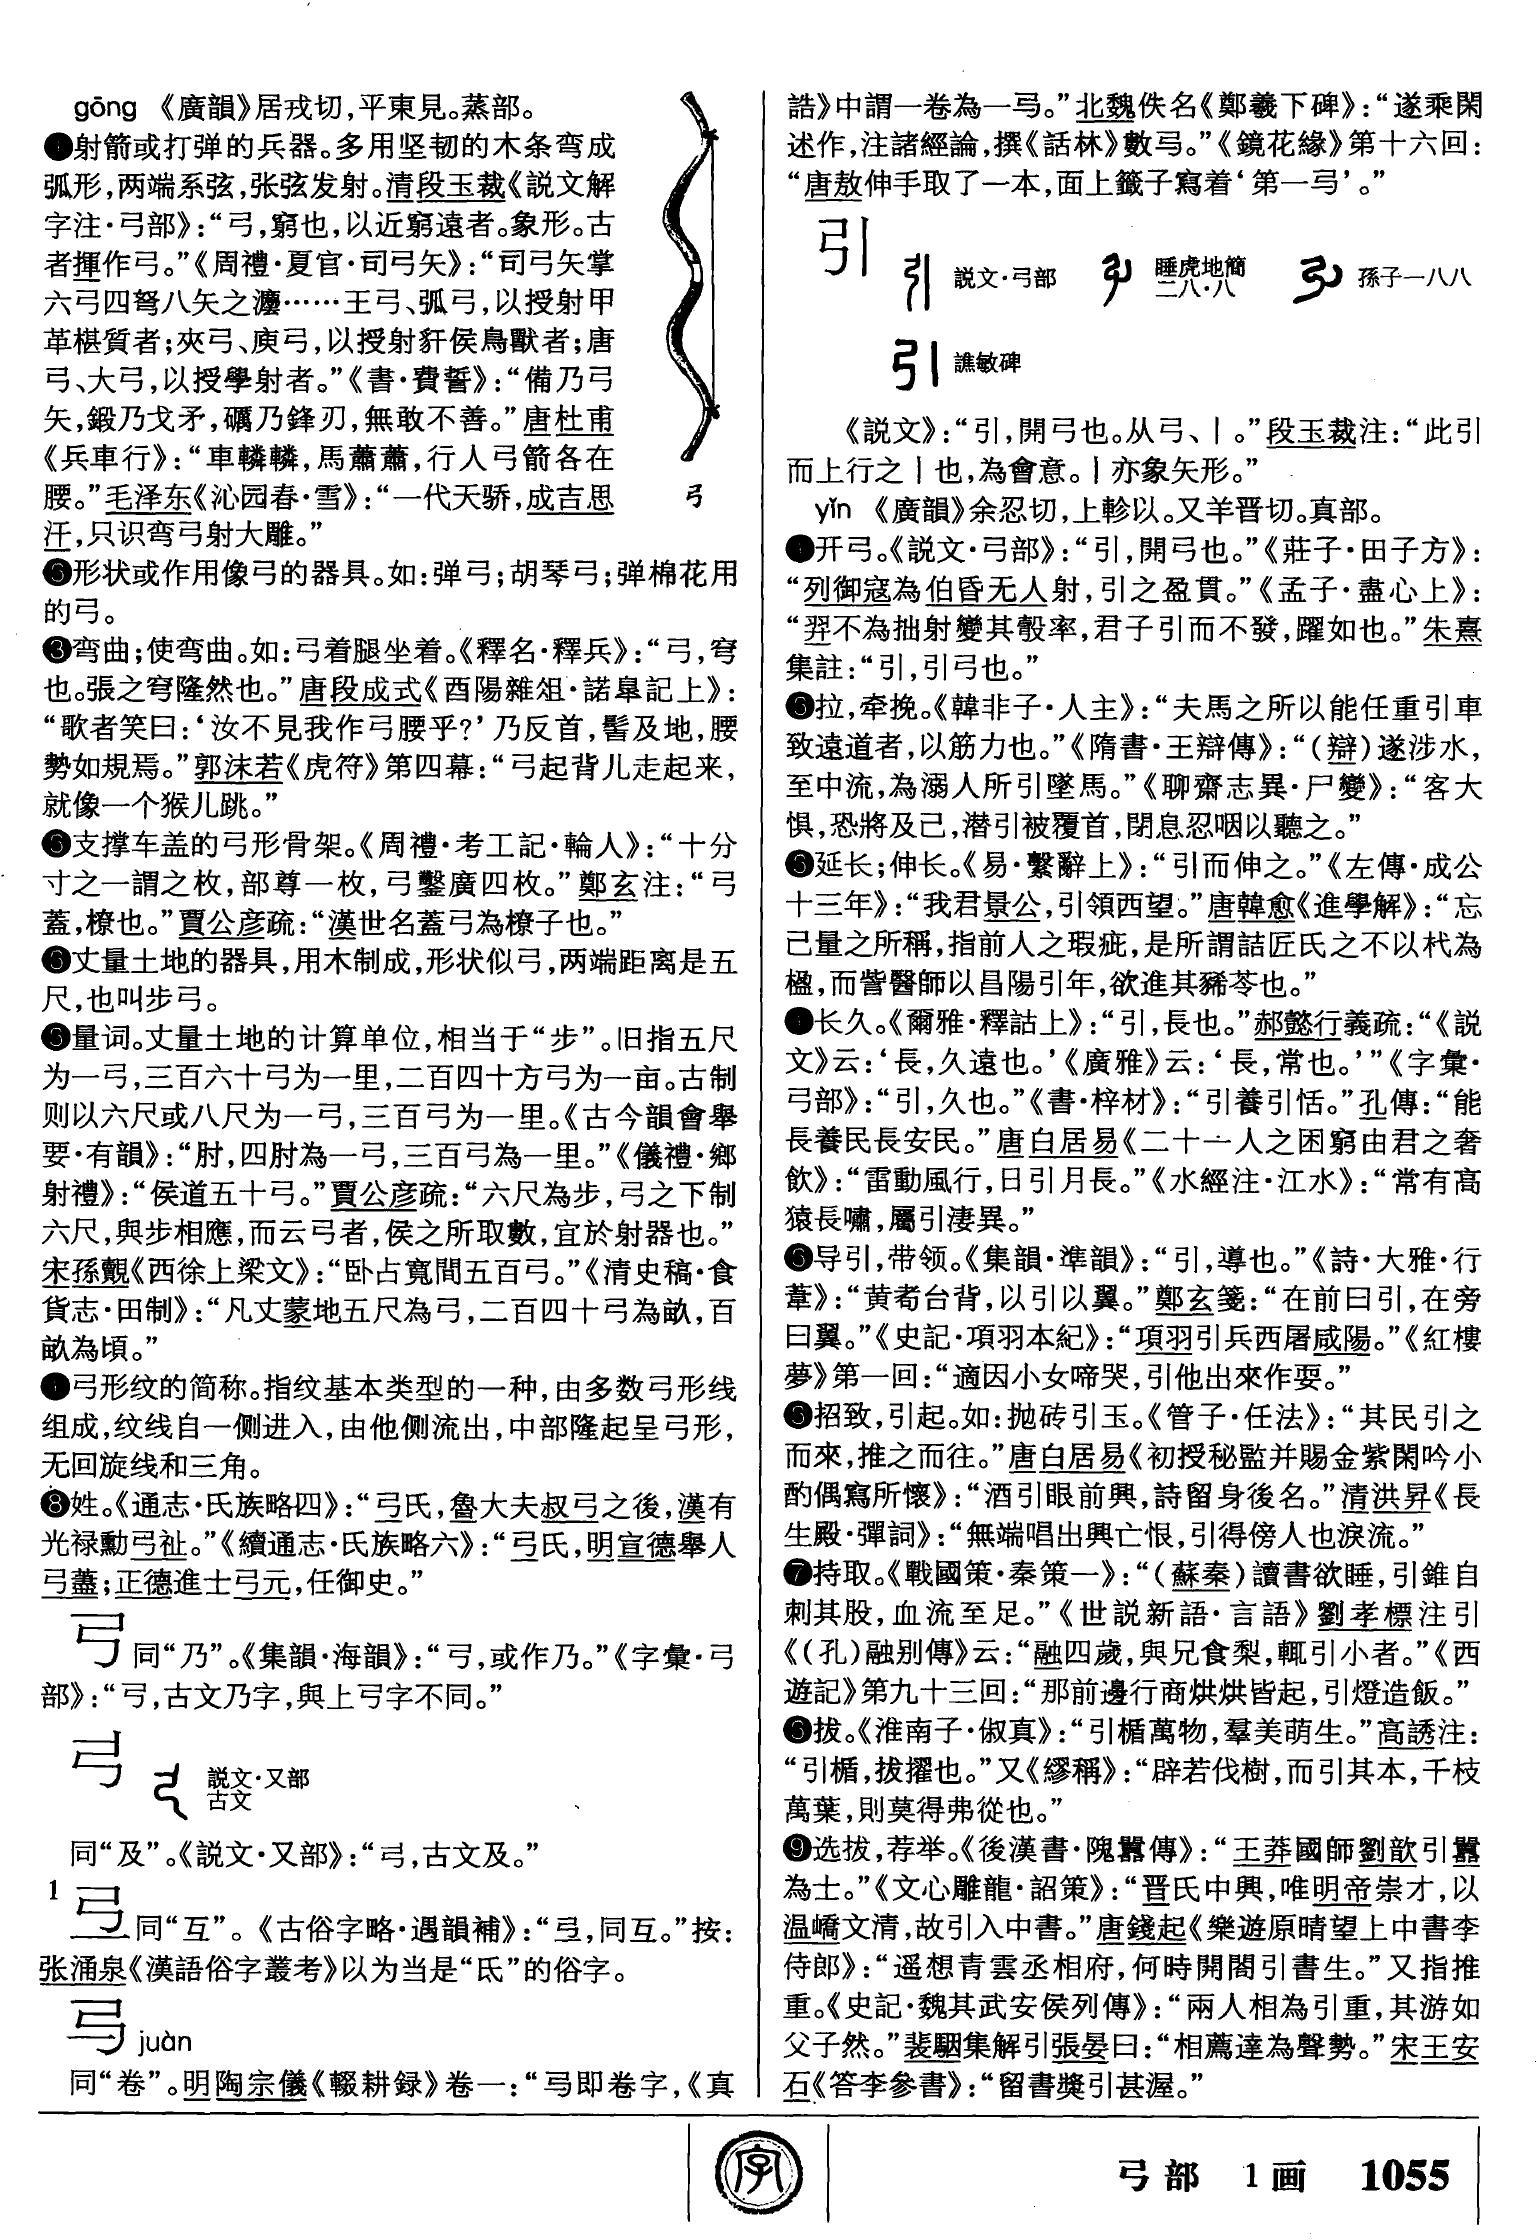 gōng 《廣韻》居戎切,平東見。蒸部。
❶射箭或打弹的兵器。多用坚韧的木条弯成
弧形,两端系弦,张弦发射。清段玉裁《説文解
字注·弓部》:“弓,窮也,以近窮遠者。象形。古
者揮作弓。”《周禮·夏官·司弓矢》:“司弓矢掌
六弓四弩八矢之灋……王弓、弧弓,以授射甲
革椹質者;夾弓、庾弓,以授射豻侯鳥獸者;唐
弓、大弓,以授學射者。”《書·費誓》:“備乃弓
矢,鍛乃戈矛,礪乃鋒刃,無敢不善。”唐杜甫
《兵車行》:“車轔轔,馬蕭蕭,行人弓箭各在
腰。”毛泽东《沁园春·雪》:“一代天骄,成吉思
汗,只识弯弓射大雕。”
弓
形状或作用像弓的器具。如:弹弓;胡琴弓;弹棉花用
的弓。
❸弯曲;使弯曲。如:弓着腿坐着。《釋名·釋兵》:“弓,穹
也。張之穹隆然也。”唐段成式《酉陽雜俎·諾皐記上》:
“歌者笑曰:‘汝不見我作弓腰乎?’乃反首,髻及地,腰
勢如規焉。”郭沫若《虎符》第四幕:“弓起背儿走起来,
就像一个猴儿跳。”
支撑车盖的弓形骨架。《周禮·考工記·輪人》:“十分
寸之一謂之枚,部尊一枚,弓鑿廣四枚。”鄭玄注:“弓
蓋,橑也。”賈公彦疏:“漢世名蓋弓為橑子也。”
丈量土地的器具,用木制成,形状似弓,两端距离是五
尺,也叫步弓。
量词。丈量土地的计算单位,相当于“步”。旧指五尺
为一弓,三百六十弓为一里,二百四十方弓为一亩。古制
则以六尺或八尺为一弓,三百弓为一里。《古今韻會舉
要·有韻》:“肘,四肘為一弓,三百弓為一里。”《儀禮·鄉
射禮》:“侯道五十弓。”賈公彦疏:“六尺為步,弓之下制
六尺,與步相應,而云弓者,侯之所取數,宜於射器也。”
宋孫覿《西徐上梁文》:“卧占寬間五百弓。”《清史稿·食
貨志·田制》:“凡丈蒙地五尺為弓,二百四十弓為畝,百
畝為頃。”
弓形纹的简称。指纹基本类型的一种,由多数弓形线
组成,纹线自一侧进入,由他侧流出,中部隆起呈弓形,
无回旋线和三角。
❽姓。《通志·氏族略四》:“弓氏,魯大夫叔弓之後,漢有
光禄勳弓祉。”《續通志·氏族略六》:“弓氏,明宣德舉人
弓蓋;正德進士弓元,任御史。”
同“乃”。《集韻·海韻》:“弓,或作乃。”《字彙·弓
部》:“弓,古文乃字,與上弓字不同。”
説文·又部
古文
同“及”。《説文·又部》:“,古文及。”
1
同“互”。《古俗字略·遇韻補》:“,同互。”按:
张涌泉《漢語俗字叢考》以为当是“氐”的俗字。
弓 juàn
同“卷”。明陶宗儀《輟耕録》卷一:“弓即卷字,《真
誥》中謂一卷為一弓。”北魏佚名《鄭羲下碑》:“遂乘閑
述作,注諸經論,撰《話林》數弓。”《鏡花緣》第十六回:
“唐敖伸手取了一本,面上籤子寫着‘第一弓’。”
引 説文·弓部 睡虎地簡二八·八 孫子一八八
譙敏碑
《説文》:“引,開弓也。从弓、丨。”段玉裁注:“此引
而上行之丨也,為會意。丨亦象矢形。”
yǐn 《廣韻》余忍切,上軫以。又羊晋切。真部。
❶开弓。《説文·弓部》:“引,開弓也。”《莊子·田子方》:
“列御寇為伯昏无人射,引之盈貫。”《孟子·盡心上》:
“羿不為拙射變其彀率,君子引而不發,躍如也。”朱熹
集註:“引,引弓也。”
拉,牵挽。《韓非子·人主》:“夫馬之所以能任重引車
致遠道者,以筋力也。”《隋書·王辯傳》:“(辯)遂涉水,
至中流,為溺人所引墜馬。”《聊齋志異·尸變》:“客大
惧,恐將及己,潜引被覆首,閉息忍咽以聽之。”
延长;伸长。《易·繫辭上》:“引而伸之。”《左傳·成公
十三年》:“我君景公,引領西望。”唐韓愈《進學解》:“忘
己量之所稱,指前人之瑕疵,是所謂詰匠氏之不以杙為
楹,而訾醫師以昌陽引年,欲進其豨苓也。”
长久。《爾雅·釋詁上》:“引,長也。”郝懿行義疏:“《説
文》云:‘長,久遠也。’《廣雅》云:‘長,常也。’”《字彙·
弓部》:“引,久也。”《書·梓材》:“引養引恬。”孔傳:“能
長養民長安民。”唐白居易《二十一人之困窮由君之奢
飲》:“雷動風行,日引月長。”《水經注·江水》:“常有高
猿長嘯,屬引淒異。”
导引,带领。《集韻·準韻》:“引,導也。”《詩·大雅·行
葦》:“黄耇台背,以引以翼。”鄭玄箋:“在前曰引,在旁
曰翼。”《史記·項羽本紀》:“項羽引兵西屠咸陽。”《紅樓
夢》第一回:“適因小女啼哭,引他出來作耍。”
招致,引起。如:抛砖引玉。《管子·任法》:“其民引之
而來,推之而往。”唐白居易《初授秘監并賜金紫閑吟小
酌偶寫所懷》:“酒引眼前興,詩留身後名。”清洪昇《長
生殿·彈詞》:“無端唱出興亡恨,引得傍人也淚流。”
❼持取。《戰國策·秦策一》:“(蘇秦)讀書欲睡,引錐自
刺其股,血流至足。”《世説新語·言語》劉孝標注引
《(孔)融别傳》云:“融四歲,與兄食梨,輒引小者。”《西
遊記》第九十三回:“那前邊行商烘烘皆起,引燈造飯。”
拔。《淮南子·俶真》:“引楯萬物,羣美萌生。”高誘注:
“引楯,拔擢也。”又《繆稱》:“辟若伐樹,而引其本,千枝
萬葉,則莫得弗從也。”
❾选拔,荐举。《後漢書·隗囂傳》:“王莽國師劉歆引囂
為士。”《文心雕龍·詔策》:“晋氏中興,唯明帝崇才,以
温嶠文清,故引入中書。”唐錢起《樂遊原晴望上中書李
侍郎》:“遥想青雲丞相府,何時開閤引書生。”又指推
重。《史記·魏其武安侯列傳》:“兩人相為引重,其游如
父子然。”裴駰集解引張晏曰:“相薦達為聲勢。”宋王安
石《答李參書》:“留書獎引甚渥。”
字
弓部 1画 1055